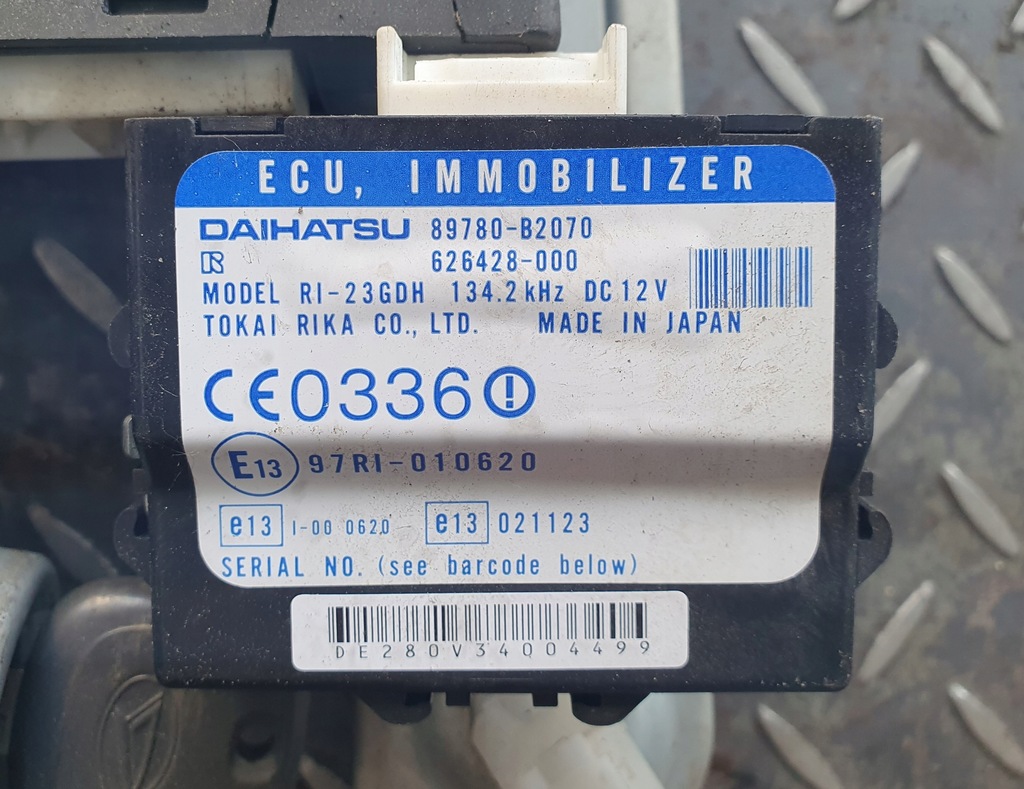 ECU, IMMOBILIZER
DAIHATSU 89780-B2070
626428-000
MODEL RI-23GDH 134.2kHz DC12V
TOKAI RIKA CO., LTD. MADE IN JAPAN
CE0336!
E13 97RI-010620
e13 I-00 0620 e13 021123
SERIAL NO. (see barcode below)
DE280V34004499